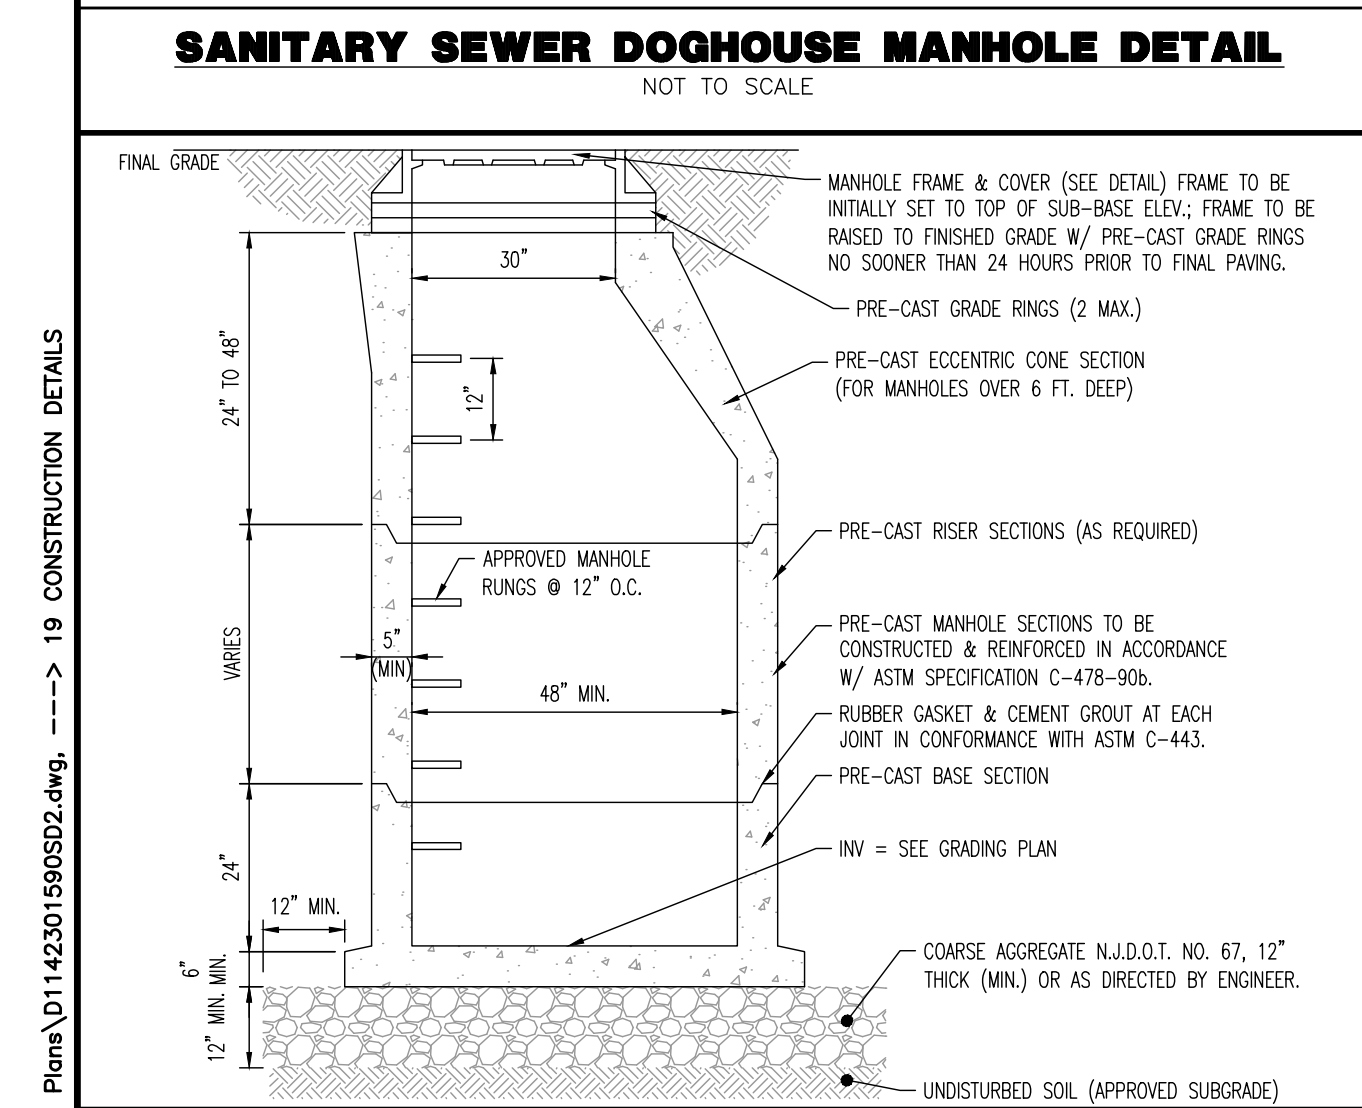 SANITARY SEWER DOGHOUSE MANHOLE DETAIL
NOT TO SCALE
FINAL GRADE
MANHOLE FRAME & COVER (SEE DETAIL) FRAME TO BE
INITIALLY SET TO TOP OF SUB-BASE ELEV.; FRAME TO BE
RAISED TO FINISHED GRADE W/ PRE-CAST GRADE RINGS
NO SOONER THAN 24 HOURS PRIOR TO FINAL PAVING.
30"
PRE-CAST GRADE RINGS (2 MAX.)
24" TO 48"
12"
PRE-CAST ECCENTRIC CONE SECTION
(FOR MANHOLES OVER 6 FT. DEEP)
PRE-CAST RISER SECTIONS (AS REQUIRED)
APPROVED MANHOLE
RUNGS @ 12" O.C.
VARIES
5"
(MIN)
48" MIN.
PRE-CAST MANHOLE SECTIONS TO BE
CONSTRUCTED & REINFORCED IN ACCORDANCE
W/ ASTM SPECIFICATION C-478-90b.
RUBBER GASKET & CEMENT GROUT AT EACH
JOINT IN CONFORMANCE WITH ASTM C-443.
PRE-CAST BASE SECTION
INV = SEE GRADING PLAN
24"
12" MIN.
6"
MIN.
12" MIN.
COARSE AGGREGATE N.J.D.O.T. NO. 67, 12"
THICK (MIN.) OR AS DIRECTED BY ENGINEER.
UNDISTURBED SOIL (APPROVED SUBGRADE)
Plans\D1142301590SD2.dwg, ---> 19 CONSTRUCTION DETAILS